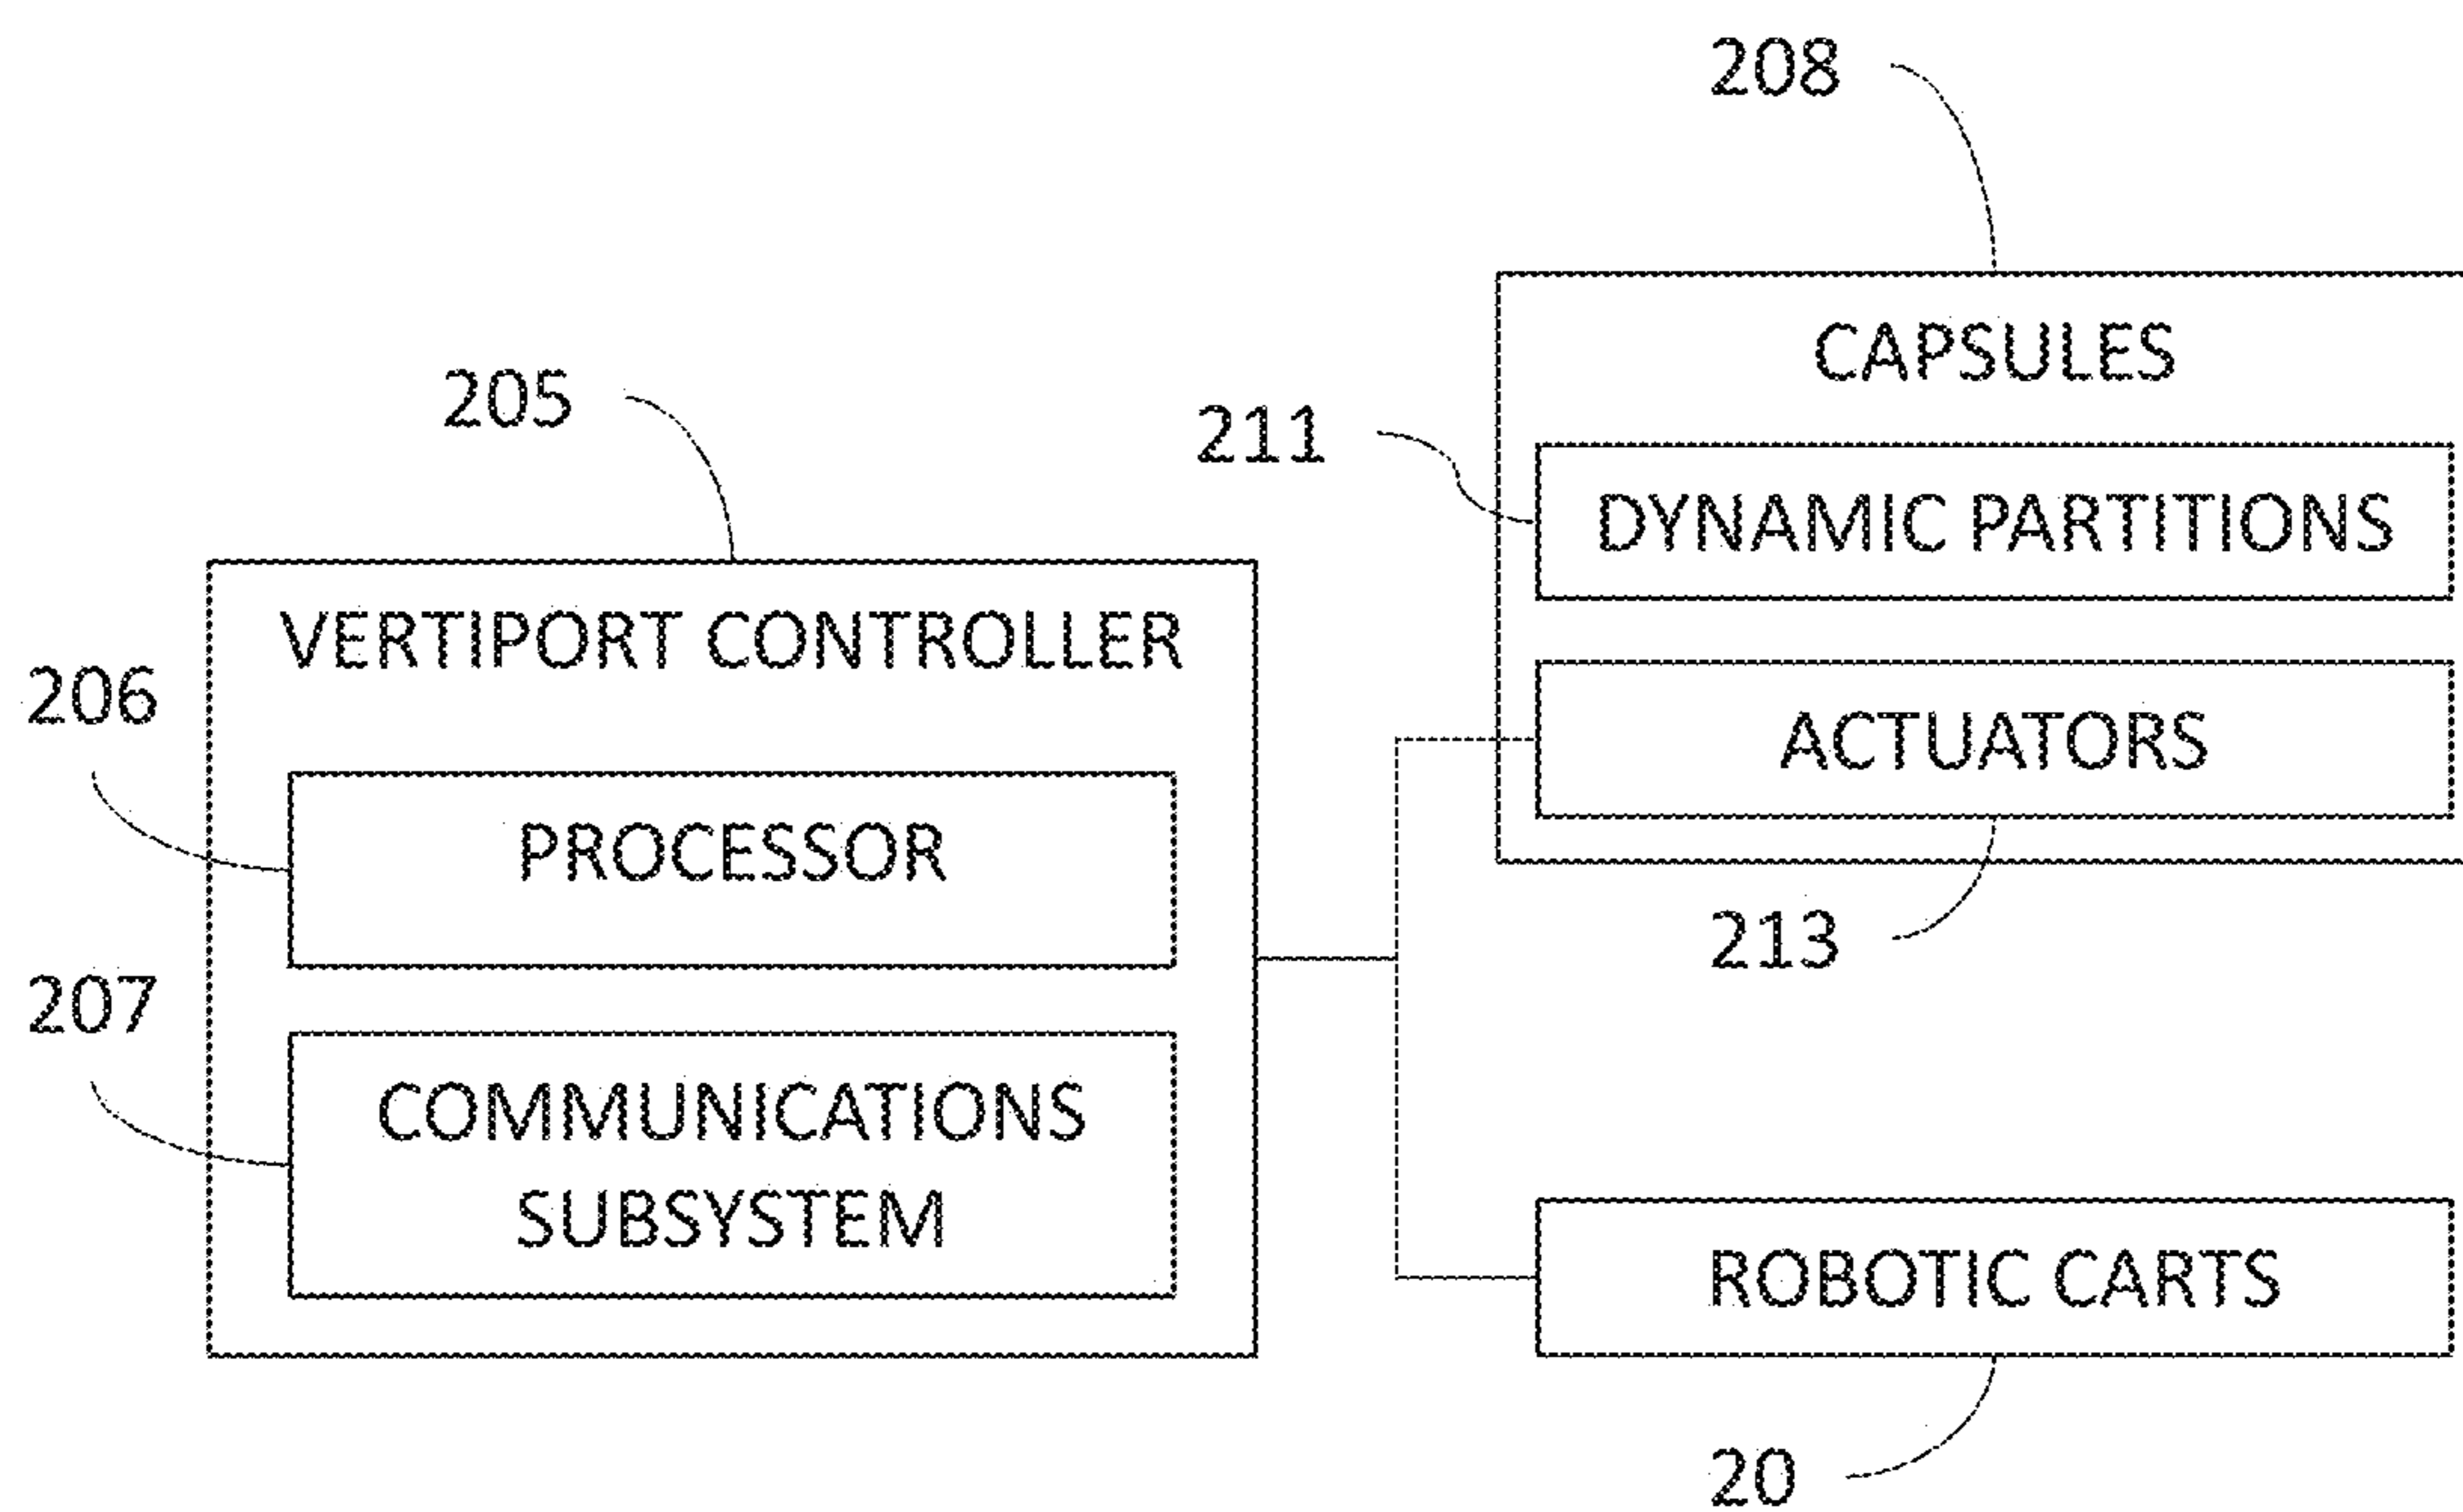 208
CAPSULES
205
211
DYNAMIC PARTITIONS
VERTIPORT CONTROLLER
206
ACTUATORS
PROCESSOR
213
207
COMMUNICATIONS
SUBSYSTEM
ROBOTIC CARTS
20